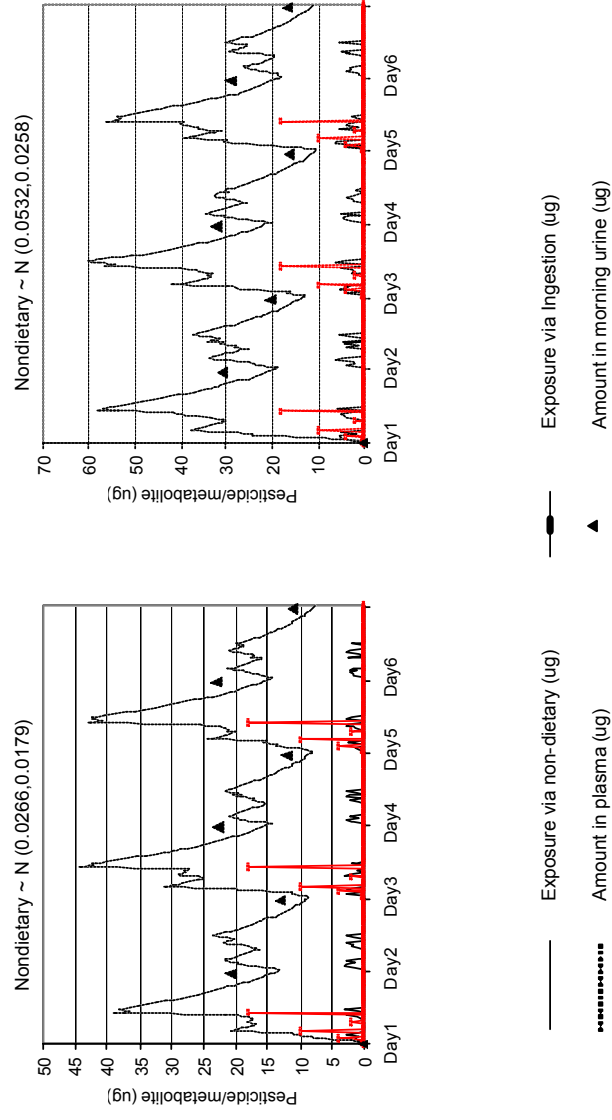 Nondietary ~ N (0.0266,0.0179)
Pesticide/metabolite (ug)
50
45
40
35
30
25
20
15
10
5
0
Day1 Day2 Day3 Day4 Day5 Day6
Nondietary ~ N (0.0532,0.0258)
Pesticide/metabolite (ug)
70
60
50
40
30
20
10
0
Day1 Day2 Day3 Day4 Day5 Day6
Exposure via non-dietary (ug)
Exposure via Ingestion (ug)
Amount in plasma (ug)
Amount in morning urine (ug)